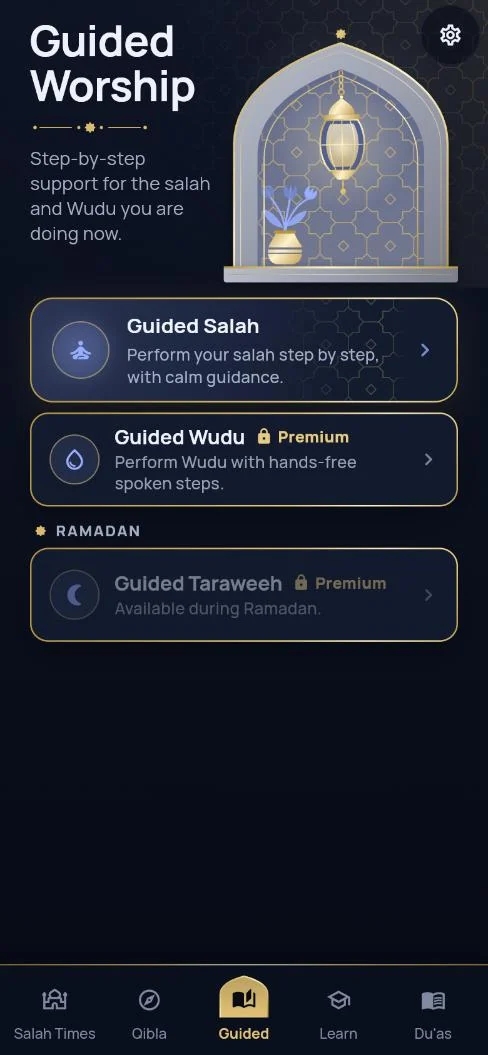 Guided
Worship
Step-by-step
support for the salah
and Wudu you are
doing now.
Guided Salah
Perform your salah step by step,
with calm guidance.
Guided Wudu Premium
Perform Wudu with hands-free
spoken steps.
RAMADAN
Guided Taraweeh Premium
Available during Ramadan.
Salah Times Qibla Guided Learn Du'as